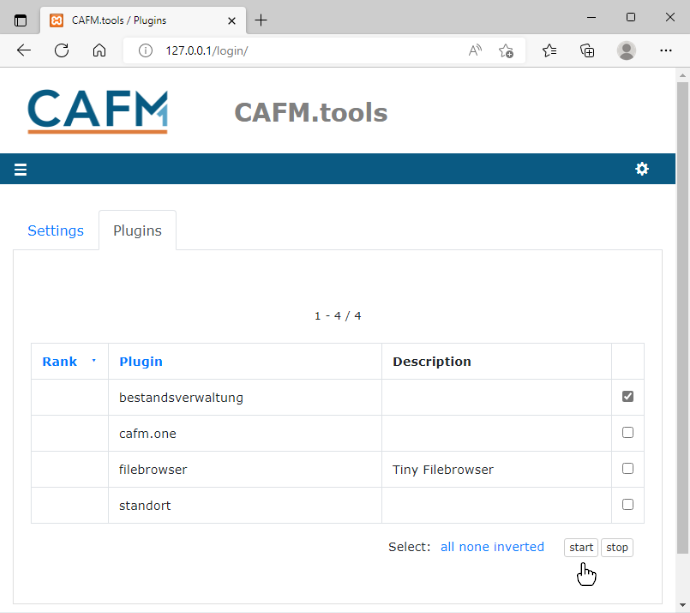 CAFM.tools / Plugins
127.0.0.1/login/
CAFM1
CAFM.tools
Settings Plugins
1 - 4 / 4
Rank Plugin Description
bestandsverwaltung
cafm.one
filebrowser Tiny Filebrowser
standort
Select: all none inverted start stop